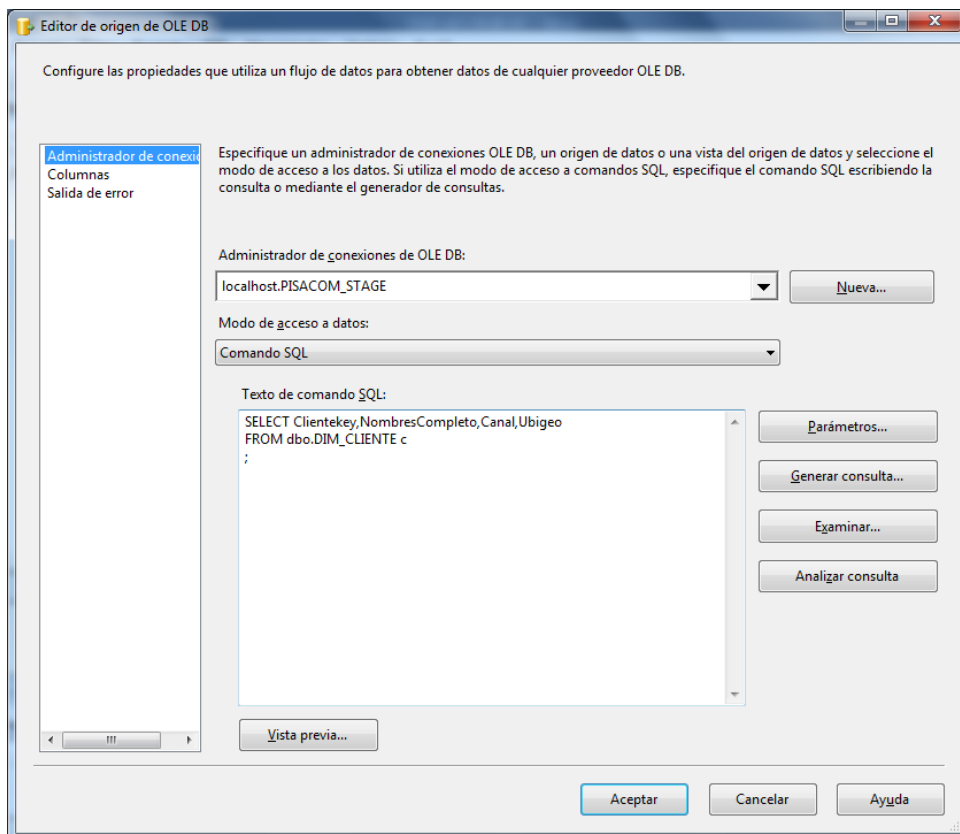 Editor de origen de OLE DB
Configure las propiedades que utiliza un flujo de datos para obtener datos de cualquier proveedor OLE DB.
Administrador de conexi
Columnas
Salida de error
Especifique un administrador de conexiones OLE DB, un origen de datos o una vista del origen de datos y seleccione el
modo de acceso a los datos. Si utiliza el modo de acceso a comandos SQL, especifique el comando SQL escribiendo la
consulta o mediante el generador de consultas.
Administrador de conexiones de OLE DB:
localhost.PISACOM_STAGE
Nueva...
Modo de acceso a datos:
Comando SQL
Texto de comando SQL:
SELECT Clientekey,NombresCompleto,Canal,Ubigeo
FROM dbo.DIM_CLIENTE c
;
Parámetros...
Generar consulta...
Examinar...
Analizar consulta
Vista previa...
Aceptar
Cancelar
Ayuda